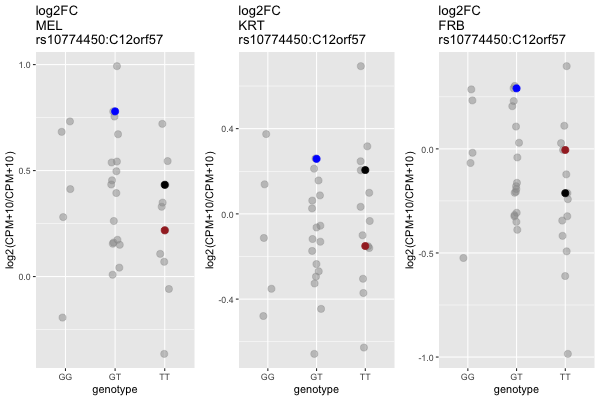 log2FC
MEL
rs10774450:C12orf57
log2(CPM+10/CPM+10)
1.0
0.5
0.0
GG GT TT
genotype
log2FC
KRT
rs10774450:C12orf57
log2(CPM+10/CPM+10)
0.4
0.0
-0.4
GG GT TT
genotype
log2FC
FRB
rs10774450:C12orf57
log2(CPM+10/CPM+10)
0.0
-0.5
-1.0
GG GT TT
genotype